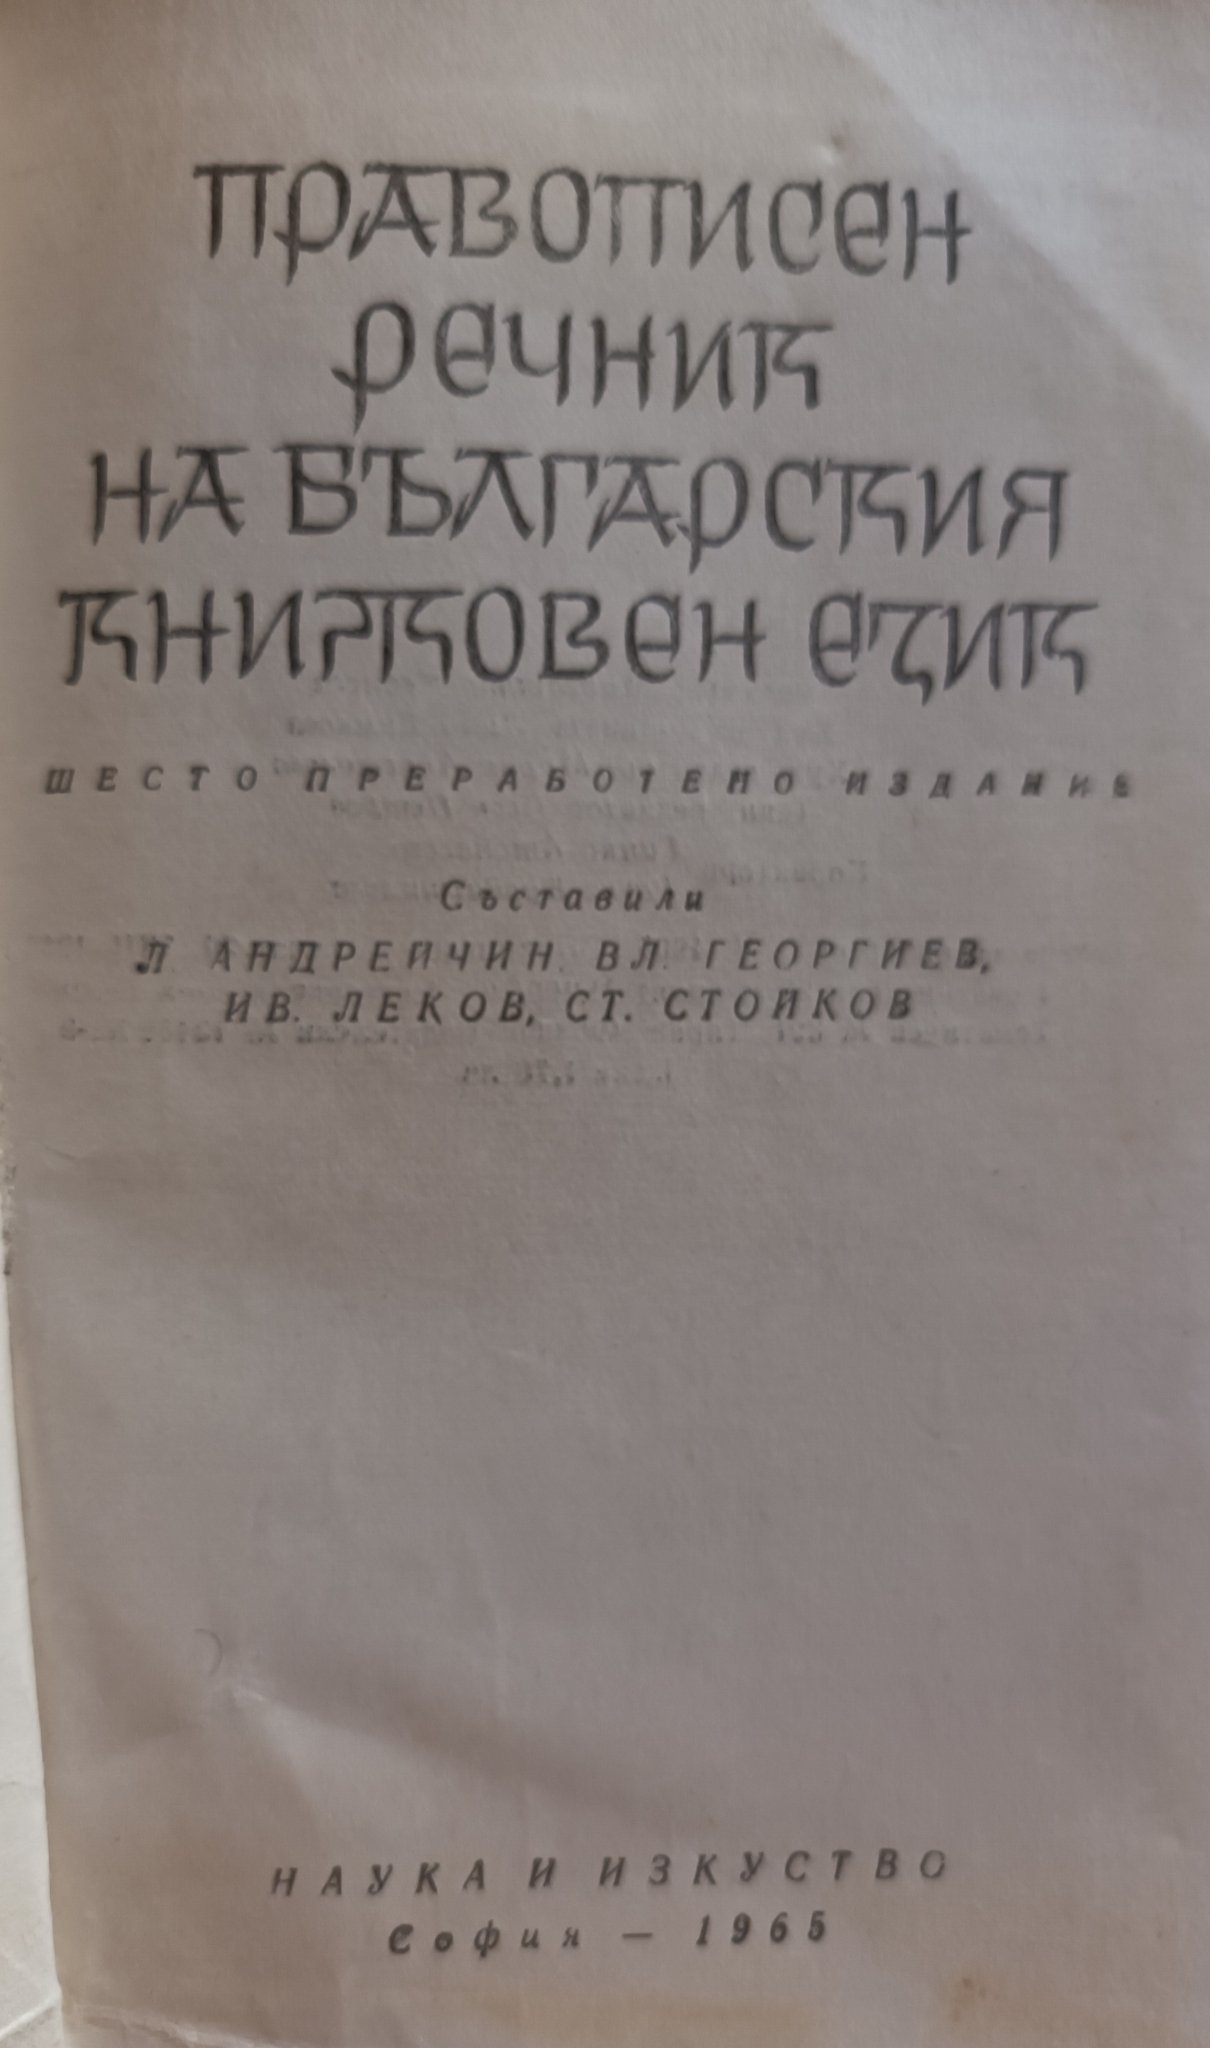 ПРАВОПИСЕН
РЕЧНИК
НА БЪЛГАРСКИЯ
КНИЖОВЕН ЕЗИК
ШЕСТО ПРЕРАБОТЕНО ИЗДАНИЕ
Съставили
Л. АНДРЕЙЧИН, ВЛ. ГЕОРГИЕВ,
ИВ. ЛЕКОВ, СТ. СТОЙКОВ
НАУКА И ИЗКУСТВО
София — 1965